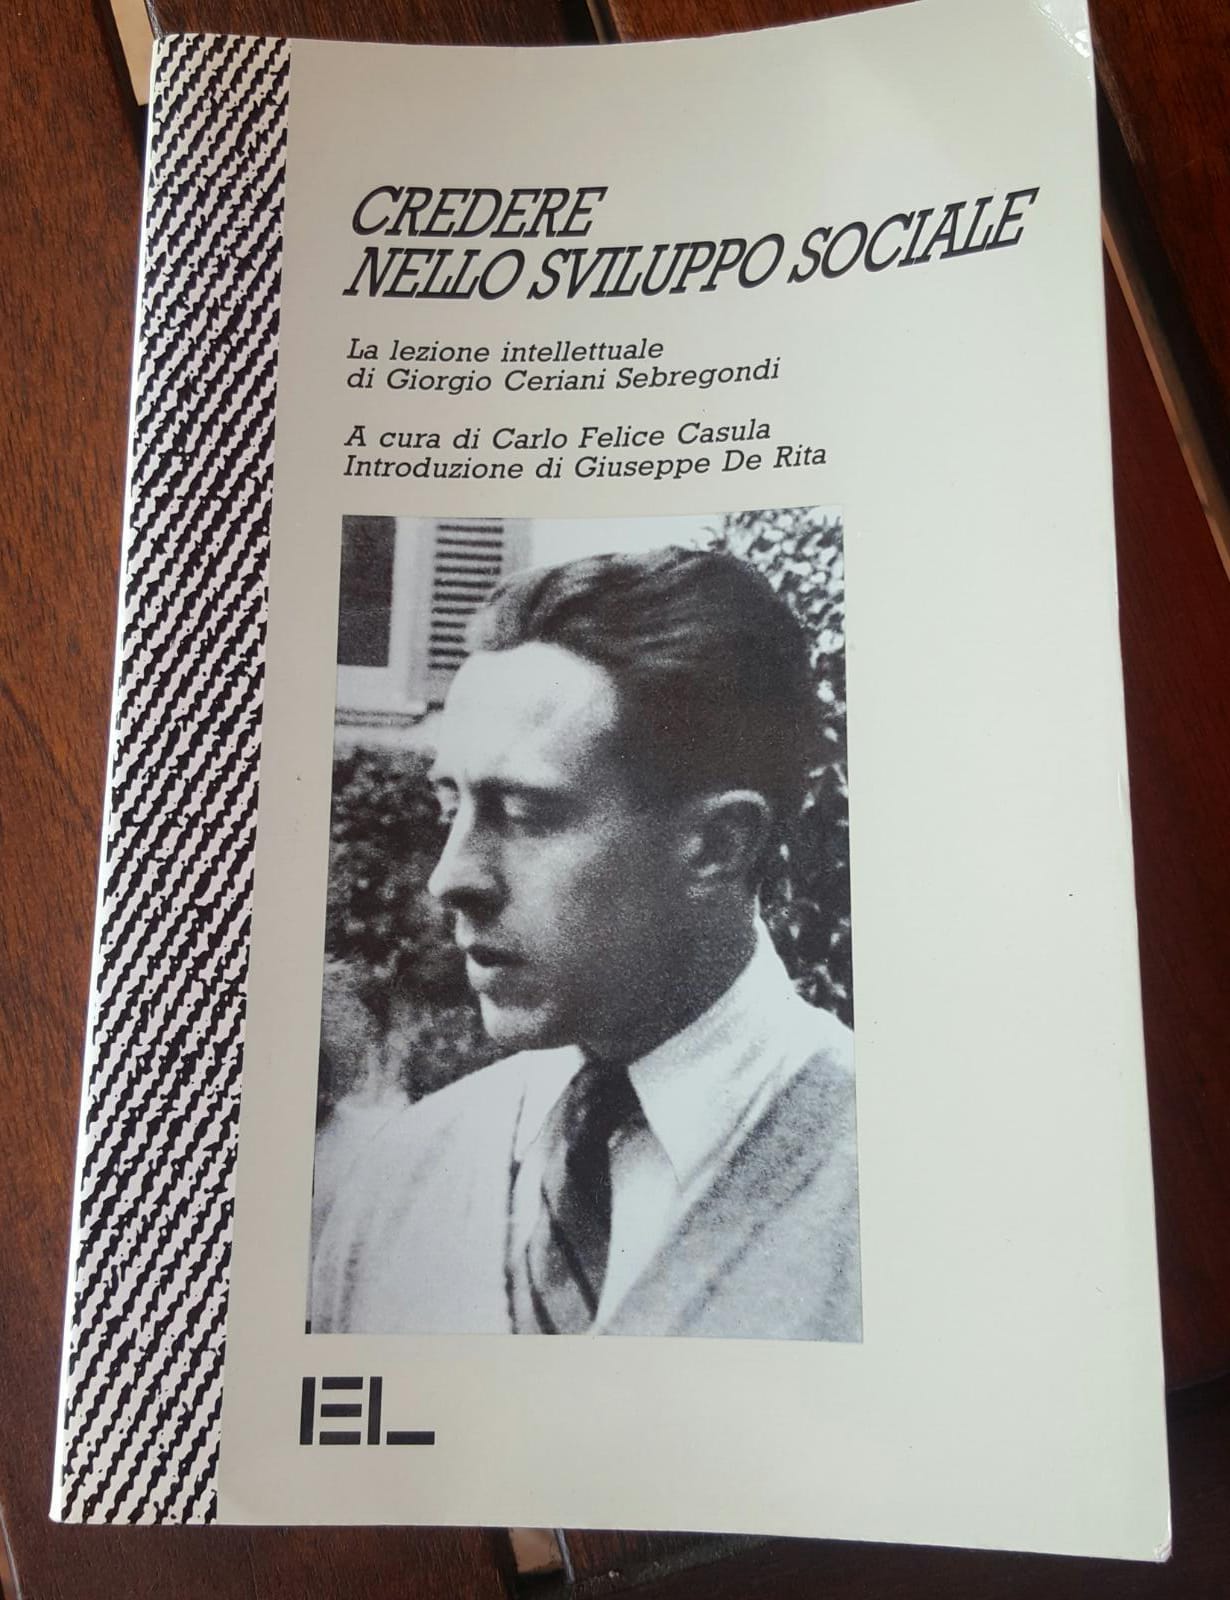 CREDERE
NELLO SVILUPPO SOCIALE
La lezione intellettuale
di Giorgio Ceriani Sebregondi
A cura di Carlo Felice Casula
Introduzione di Giuseppe De Rita
EL